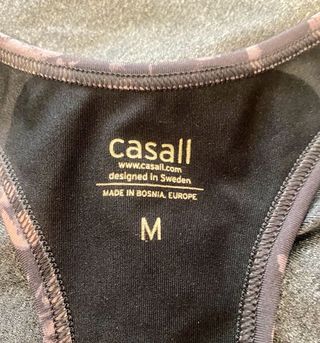 casall
www.casall.com
designed in Sweden
MADE IN BOSNIA, EUROPE
M